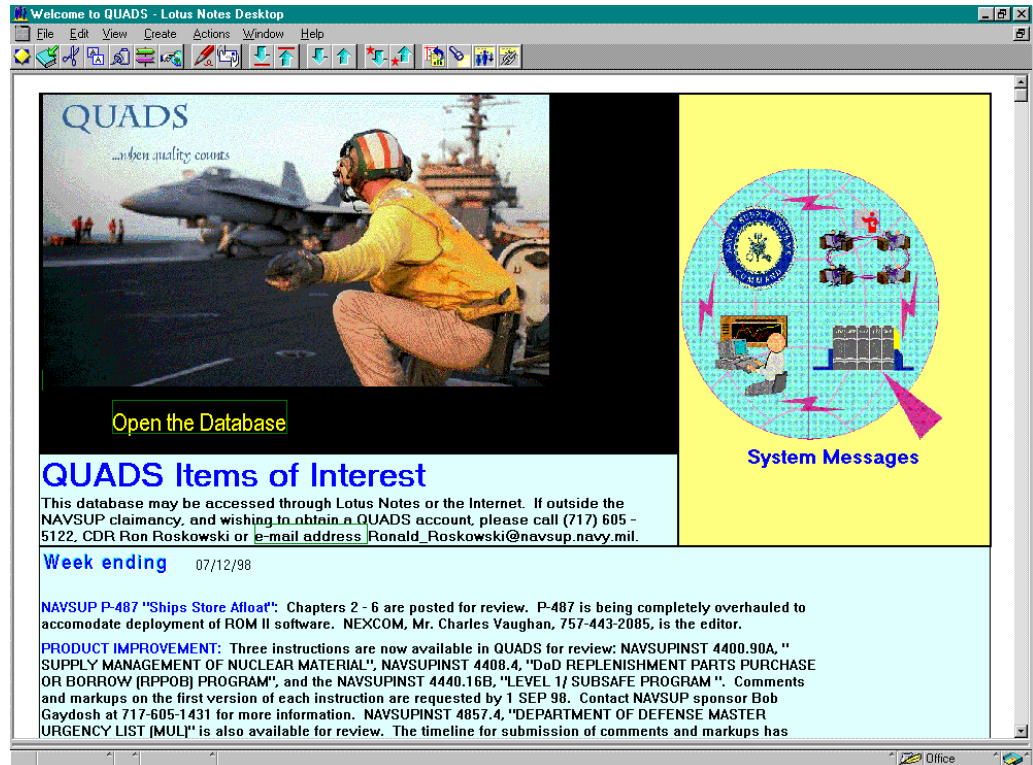 Welcome to QUADS - Lotus Notes Desktop
File Edit View Create Actions Window Help
QUADS
...when quality counts
Open the Database
NAVAL SUPPLY SYSTEMS COMMAND
System Messages
QUADS Items of Interest
This database may be accessed through Lotus Notes or the Internet. If outside the
NAVSUP claimancy, and wishing to obtain a QUADS account, please call (717) 605 -
5122, CDR Ron Roskowski or e-mail address Ronald_Roskowski@navsup.navy.mil.
Week ending 07/12/98
NAVSUP P-487 "Ships Store Afloat": Chapters 2 - 6 are posted for review. P-487 is being completely overhauled to
accomodate deployment of ROM II software. NEXCOM, Mr. Charles Vaughan, 757-443-2085, is the editor.
PRODUCT IMPROVEMENT: Three instructions are now available in QUADS for review: NAVSUPINST 4400.90A, "
SUPPLY MANAGEMENT OF NUCLEAR MATERIAL", NAVSUPINST 4408.4, "DoD REPLENISHMENT PARTS PURCHASE
OR BORROW (RPPOB) PROGRAM", and the NAVSUPINST 4440.16B, "LEVEL 1/ SUBSAFE PROGRAM ". Comments
and markups on the first version of each instruction are requested by 1 SEP 98. Contact NAVSUP sponsor Bob
Gaydosh at 717-605-1431 for more information. NAVSUPINST 4857.4, "DEPARTMENT OF DEFENSE MASTER
URGENCY LIST (MUL)" is also available for review. The timeline for submission of comments and markups has
Office